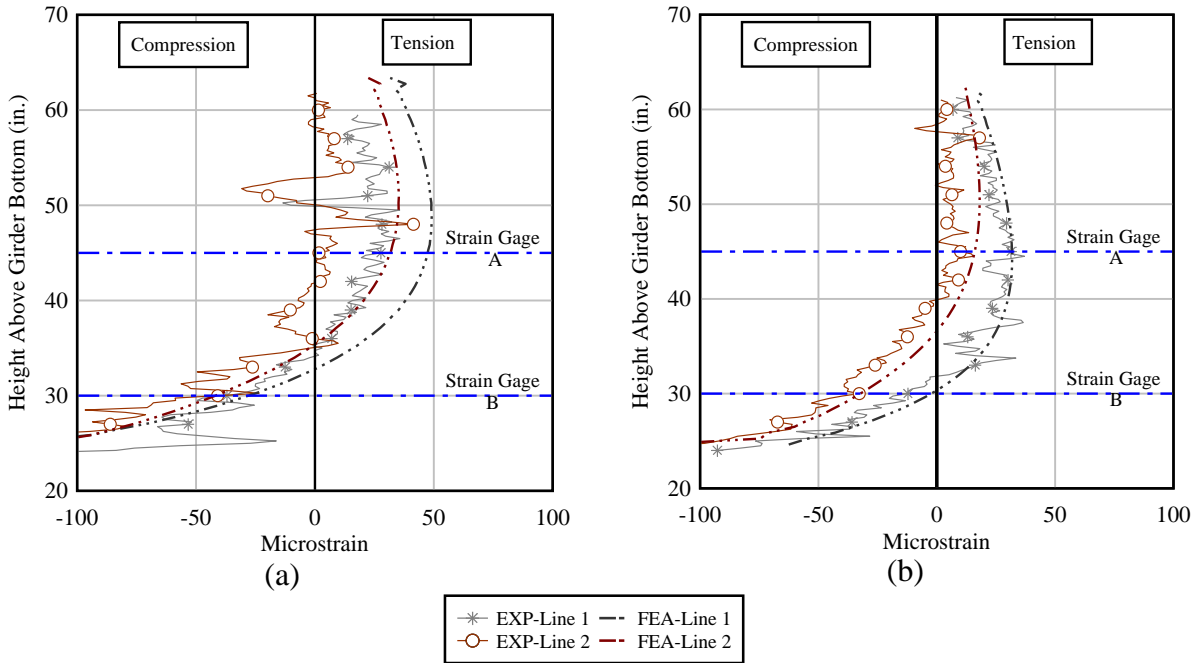 70
60
50
40
30
20
Height Above Girder Bottom (in.)
Compression
Tension
Strain Gage
A
Strain Gage
B
-100
-50
0
50
100
Microstrain
(a)
70
60
50
40
30
20
Height Above Girder Bottom (in.)
Compression
Tension
Strain Gage
A
Strain Gage
B
-100
-50
0
50
100
Microstrain
(b)
EXP-Line 1
FEA-Line 1
EXP-Line 2
FEA-Line 2